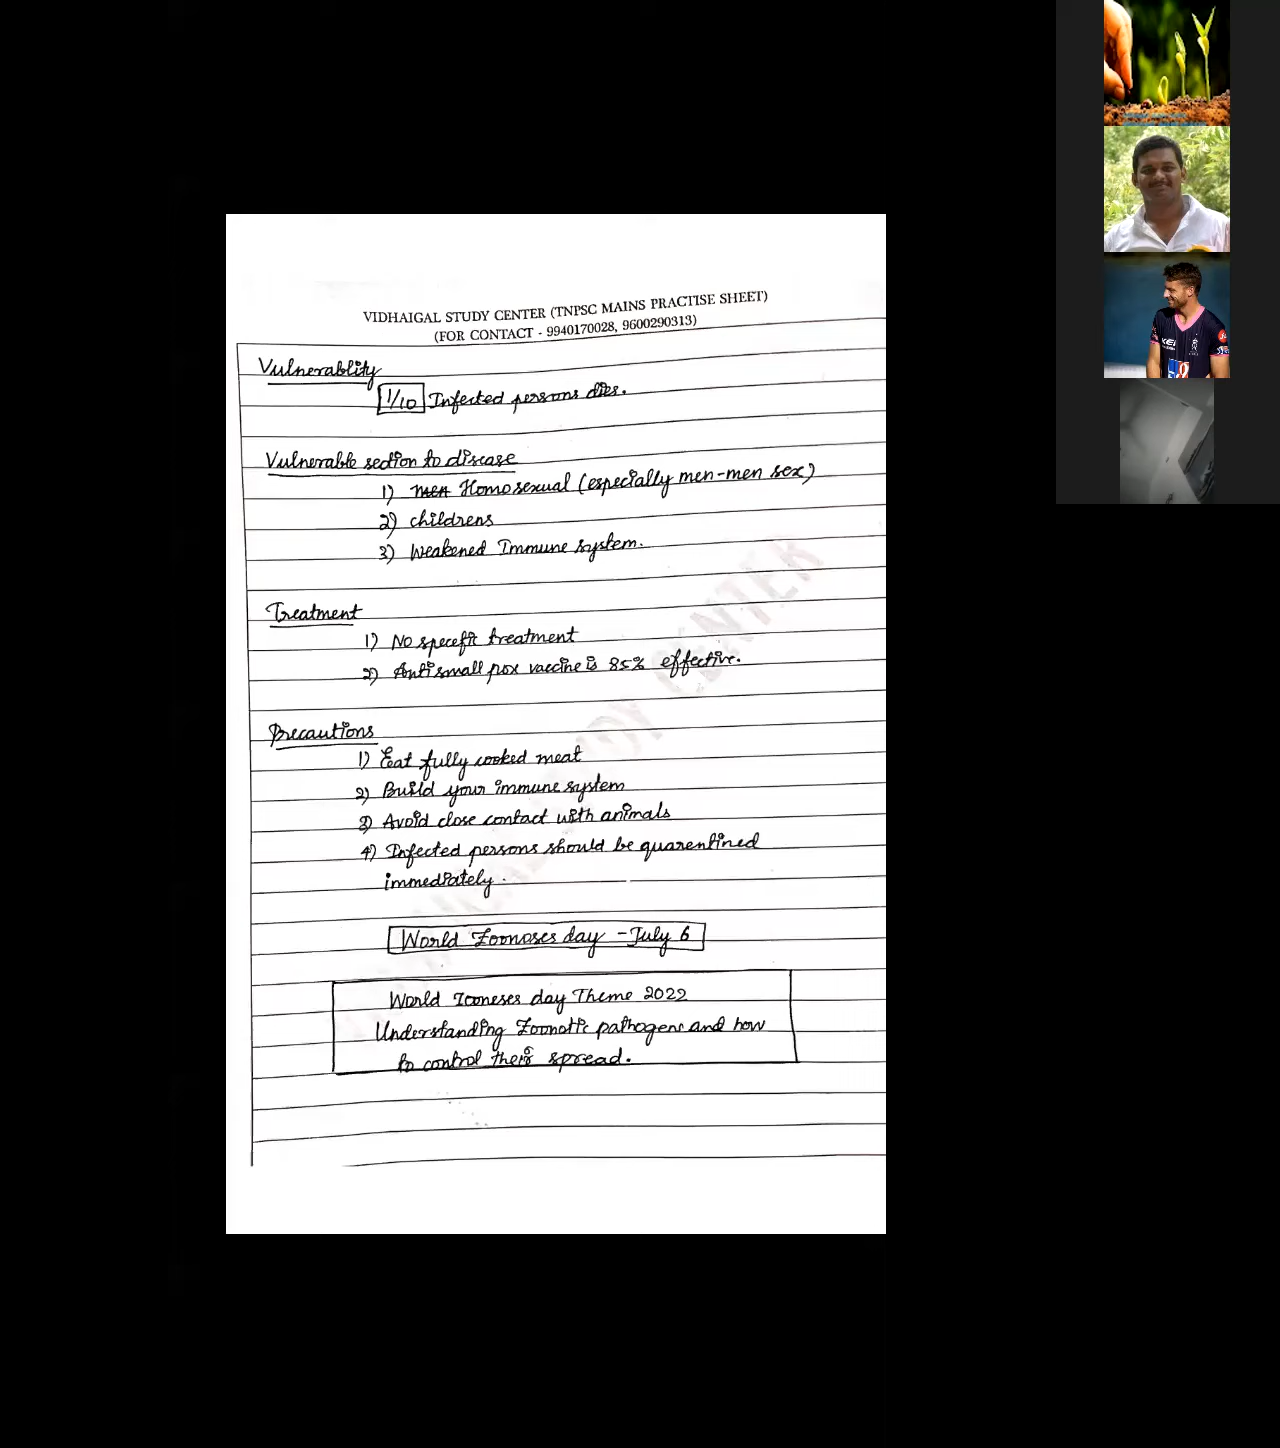 VIDHAIGAL STUDY CENTER (TNPSC MAINS PRACTISE SHEET)
(FOR CONTACT - 9940170028, 9600290313)
Vulnerablity
1/10 Infected persons dies.
Vulnerable section to disease
1) men Homosexual (especially men-men sex)
2) childrens
3) Weakened Immune system.
Treatment
1) No specefic treatment
2) Anti small pox vaccine is 85% effective.
Precautions
1) Eat fully cooked meat
2) Build your immune system
3) Avoid close contact with animals
4) Infected persons should be quarentined
immediately.
World Zoonoses day - July 6
World Zooneses day Theme 2022
Understanding Zoonotic pathogens and how
to control their spread.